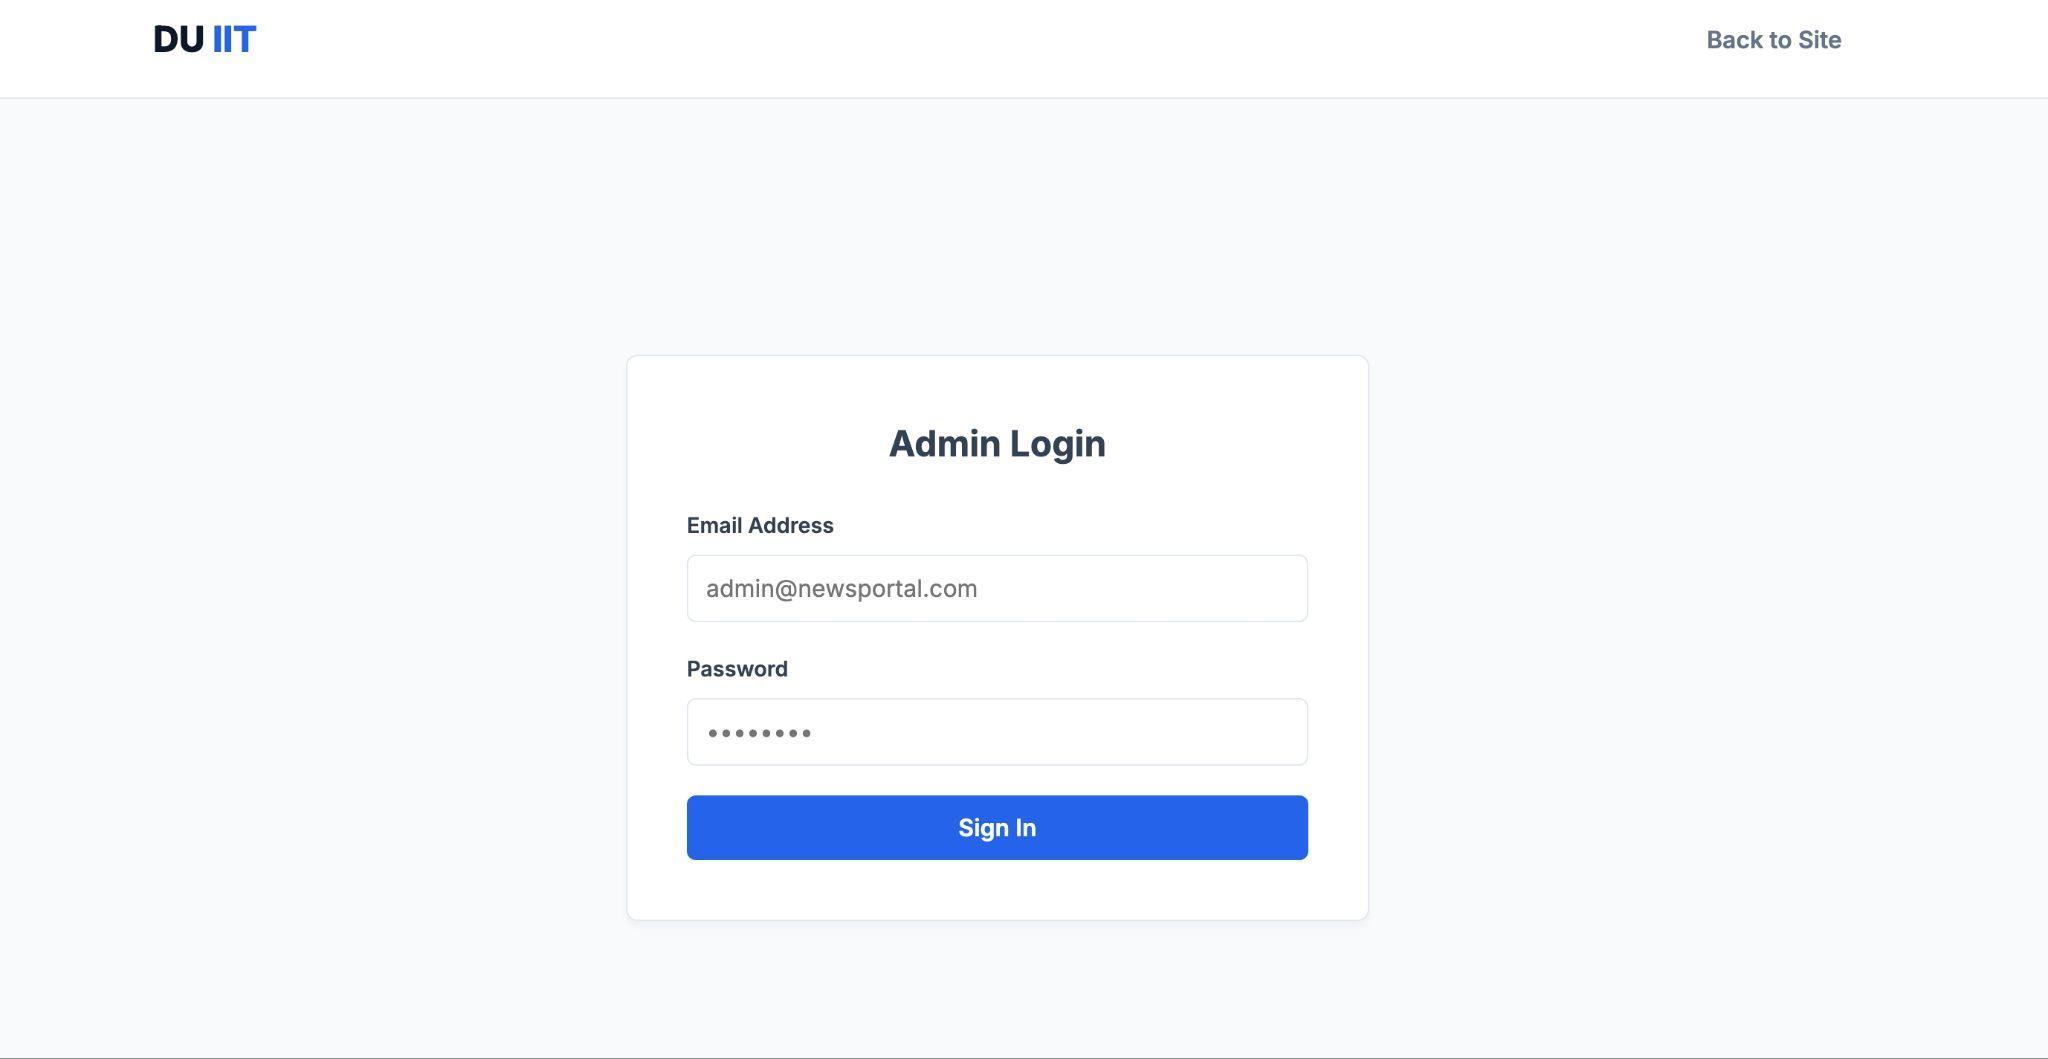 DU IIT
Back to Site
Admin Login
Email Address
admin@newsportal.com
Password
••••••••
Sign In